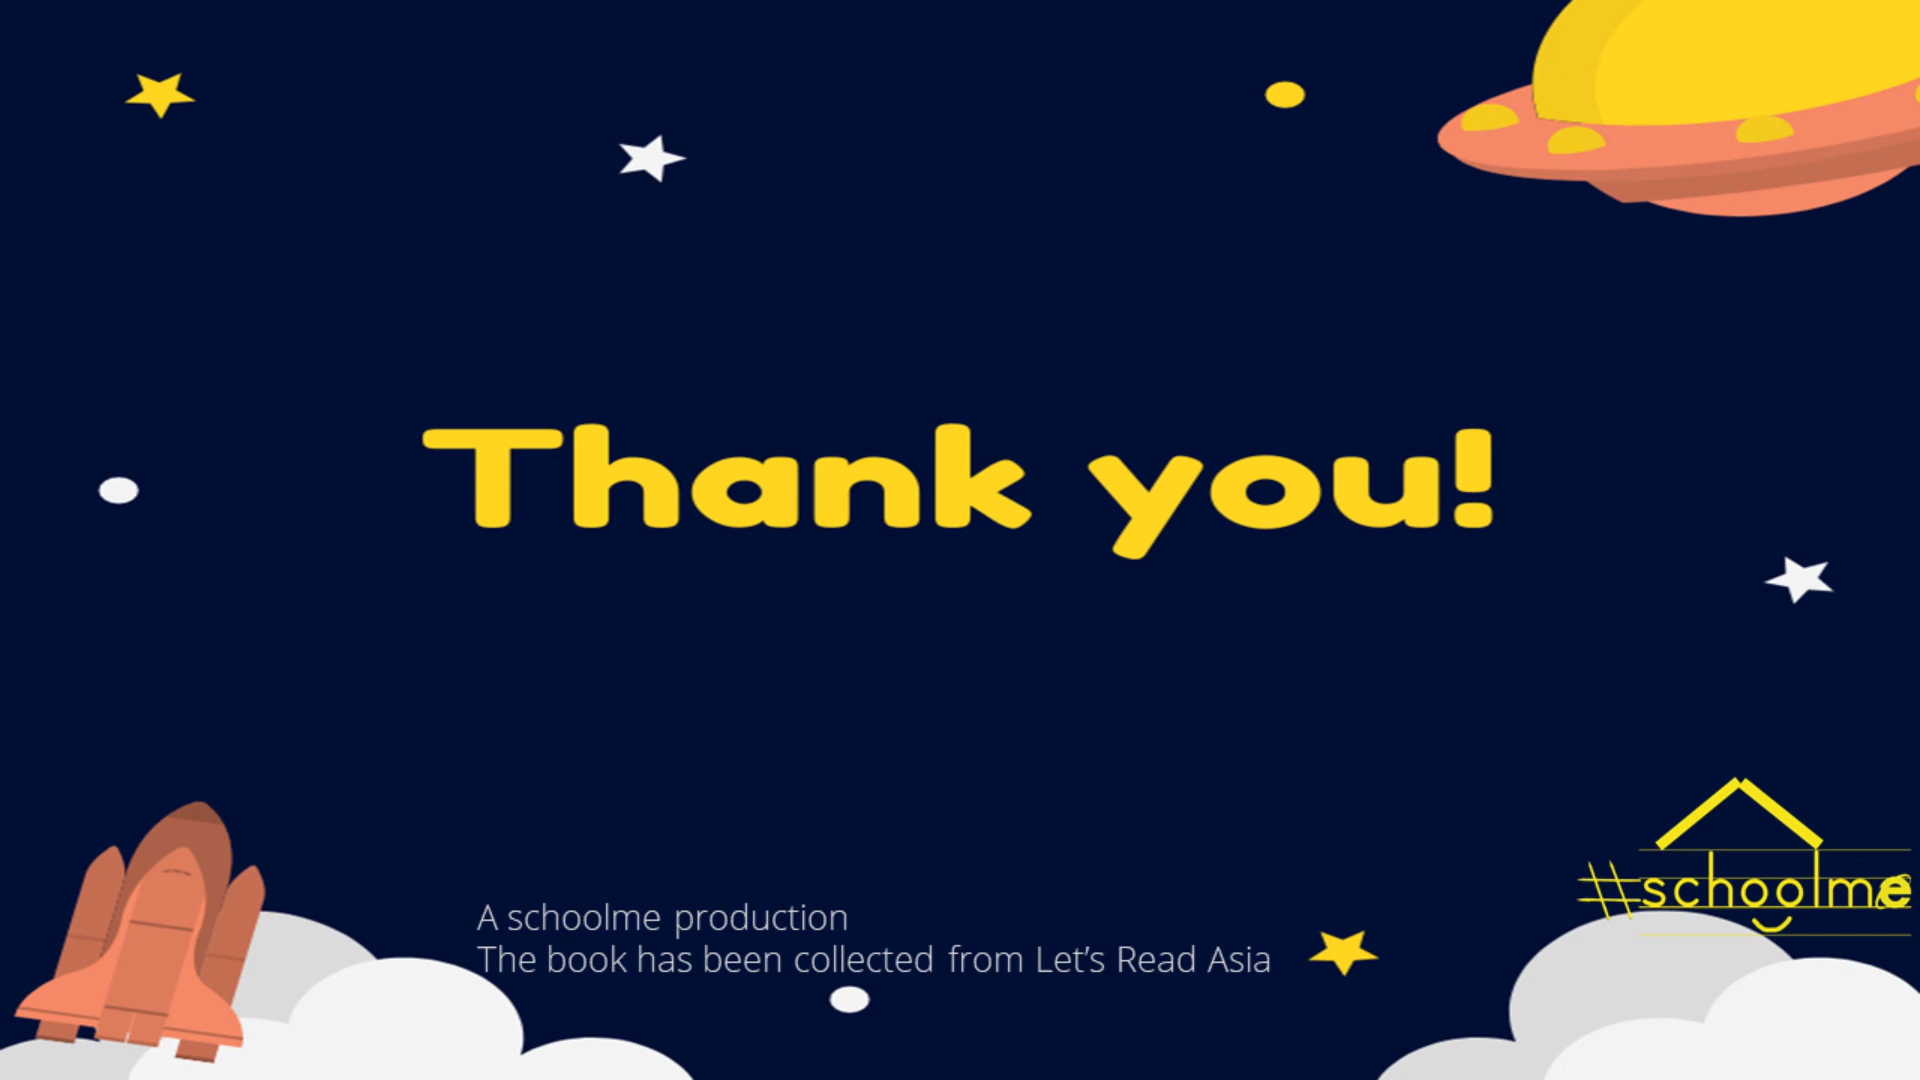 Thank you!
#schoolme
A schoolme production
The book has been collected from Let’s Read Asia